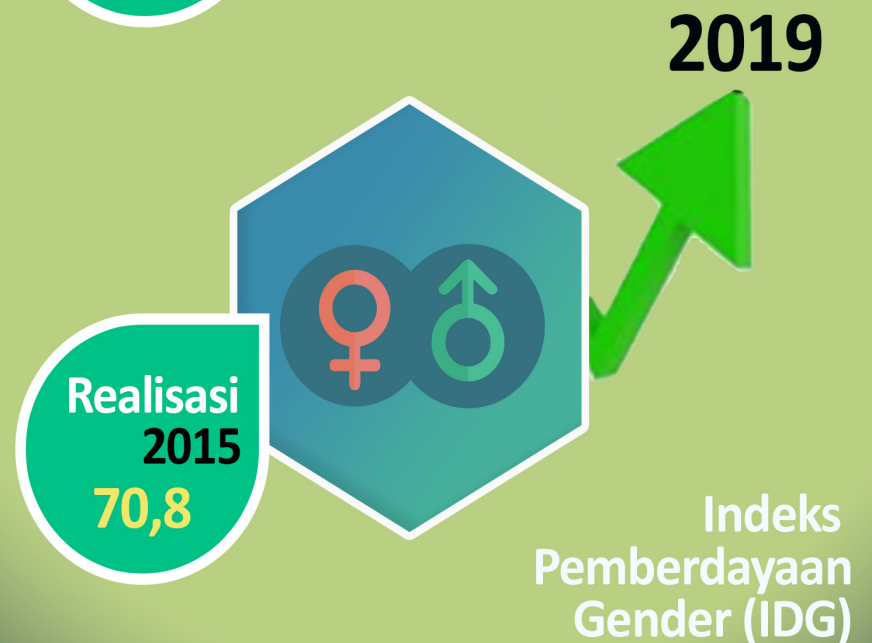 2019
Realisasi
2015
70,8
Indeks
Pemberdayaan
Gender (IDG)